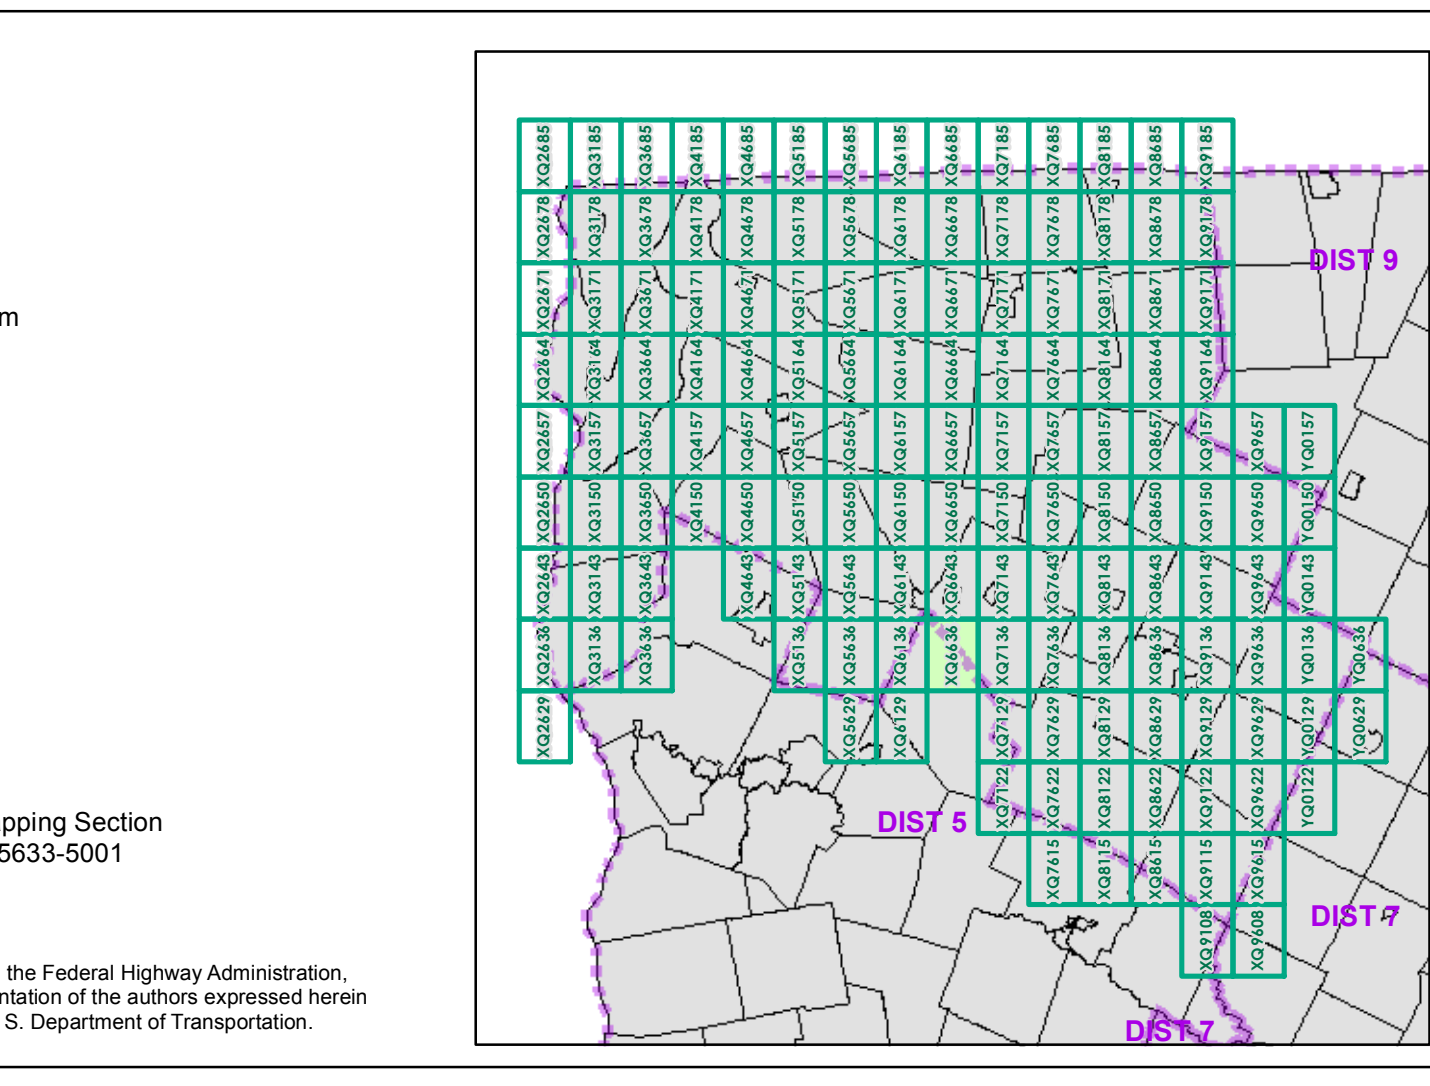 XQ2685 XQ3185 XQ3685 XQ4185 XQ4685 XQ5185 XQ5685 XQ6185 XQ6685 XQ7185 XQ7685 XQ8185 XQ8685 XQ9185
XQ2678 XQ3178 XQ3678 XQ4178 XQ4678 XQ5178 XQ5678 XQ6178 XQ6678 XQ7178 XQ7678 XQ8178 XQ8678 XQ9178
DIST 9
XQ2671 XQ3171 XQ3671 XQ4171 XQ4671 XQ5171 XQ5671 XQ6171 XQ6671 XQ7171 XQ7671 XQ8171 XQ8671 XQ9171
m
XQ2664 XQ3164 XQ3664 XQ4164 XQ4664 XQ5164 XQ5664 XQ6164 XQ6664 XQ7164 XQ7664 XQ8164 XQ8664 XQ9164
XQ2657 XQ3157 XQ3657 XQ4157 XQ4657 XQ5157 XQ5657 XQ6157 XQ6657 XQ7157 XQ7657 XQ8157 XQ8657 XQ9157 XQ9657 YQ0157
XQ2650 XQ3150 XQ3650 XQ4150 XQ4650 XQ5150 XQ5650 XQ6150 XQ6650 XQ7150 XQ7650 XQ8150 XQ8650 XQ9150 XQ9650 YQ0150
XQ2643 XQ3143 XQ3643 XQ4643 XQ5143 XQ5643 XQ6143 XQ6643 XQ7143 XQ7643 XQ8143 XQ8643 XQ9143 XQ9643 YQ0143
XQ2636 XQ3136 XQ3636 XQ5136 XQ5636 XQ6136 XQ6636 XQ7136 XQ7636 XQ8136 XQ8636 XQ9136 XQ9636 YQ0136 YQ0636
XQ2629 XQ5629 XQ6129 XQ7129 XQ7629 XQ8129 XQ8629 XQ9129 XQ9629 YQ0129 YQ0629
XQ7122 XQ7622 XQ8122 XQ8622 XQ9122 XQ9622 YQ0122
DIST 5
pping Section
5633-5001
XQ7615 XQ8115 XQ8615 XQ9115 XQ9615
DIST 7
XQ9108 XQ9608
the Federal Highway Administration,
ntation of the authors expressed herein
S. Department of Transportation.
DIST 7